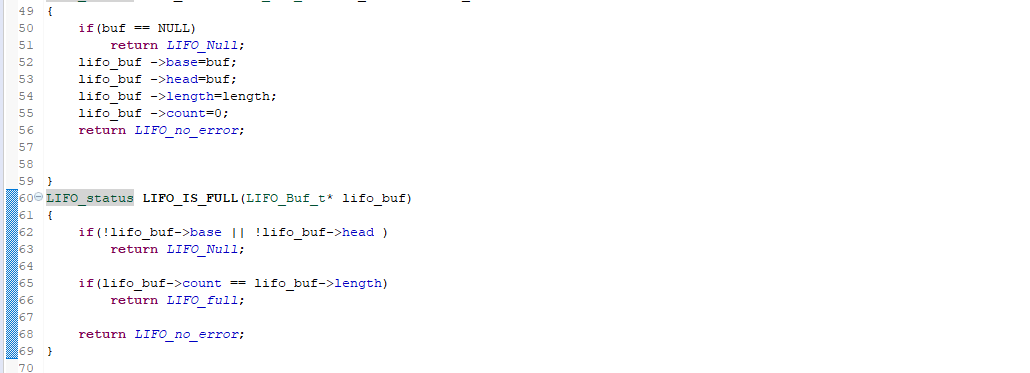 49 {
50     if(buf == NULL)
51         return LIFO_Null;
52     lifo_buf ->base=buf;
53     lifo_buf ->head=buf;
54     lifo_buf ->length=length;
55     lifo_buf ->count=0;
56     return LIFO_no_error;
57
58
59 }
60 LIFO_status LIFO_IS_FULL(LIFO_Buf_t* lifo_buf)
61 {
62     if(!lifo_buf->base || !lifo_buf->head )
63         return LIFO_Null;
64
65     if(lifo_buf->count == lifo_buf->length)
66         return LIFO_full;
67
68     return LIFO_no_error;
69 }
70